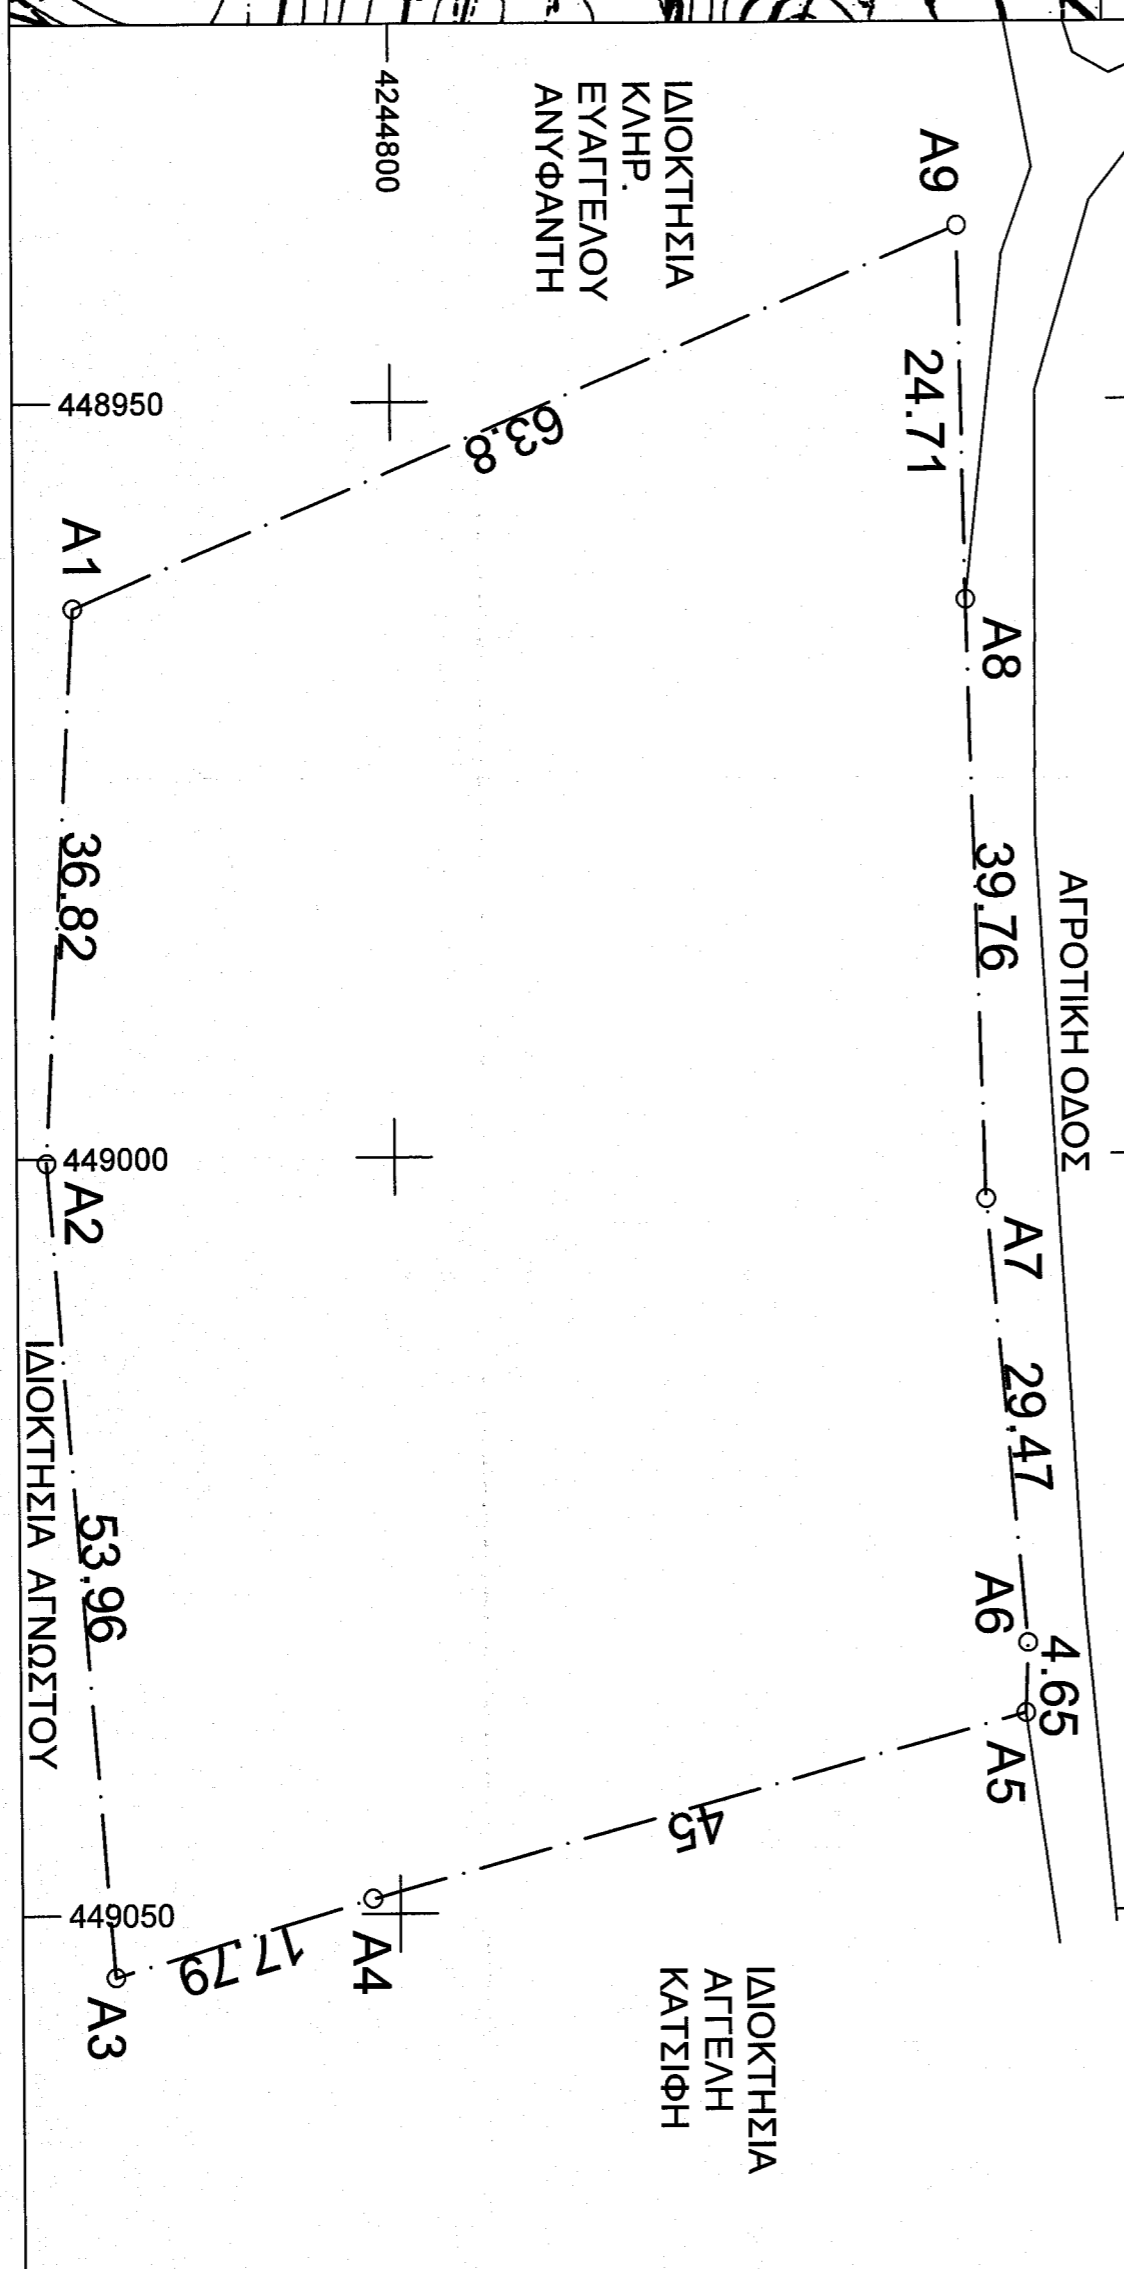 ΙΔΙΟΚΤΗΣΙΑ
ΚΛΗΡ.
ΕΥΑΓΓΕΛΟΥ
ΑΝΥΦΑΝΤΗ
4244800
A9
24.71
A8
39.76
ΑΓΡΟΤΙΚΗ ΟΔΟΣ
A7
29.47
A6
4.65
A5
448950
63.8
A1
36.82
449000
A2
53.96
ΙΔΙΟΚΤΗΣΙΑ ΑΓΝΩΣΤΟΥ
449050
A3
17.79
A4
45
ΙΔΙΟΚΤΗΣΙΑ
ΑΓΓΕΛΗ
ΚΑΤΣΙΦΗ